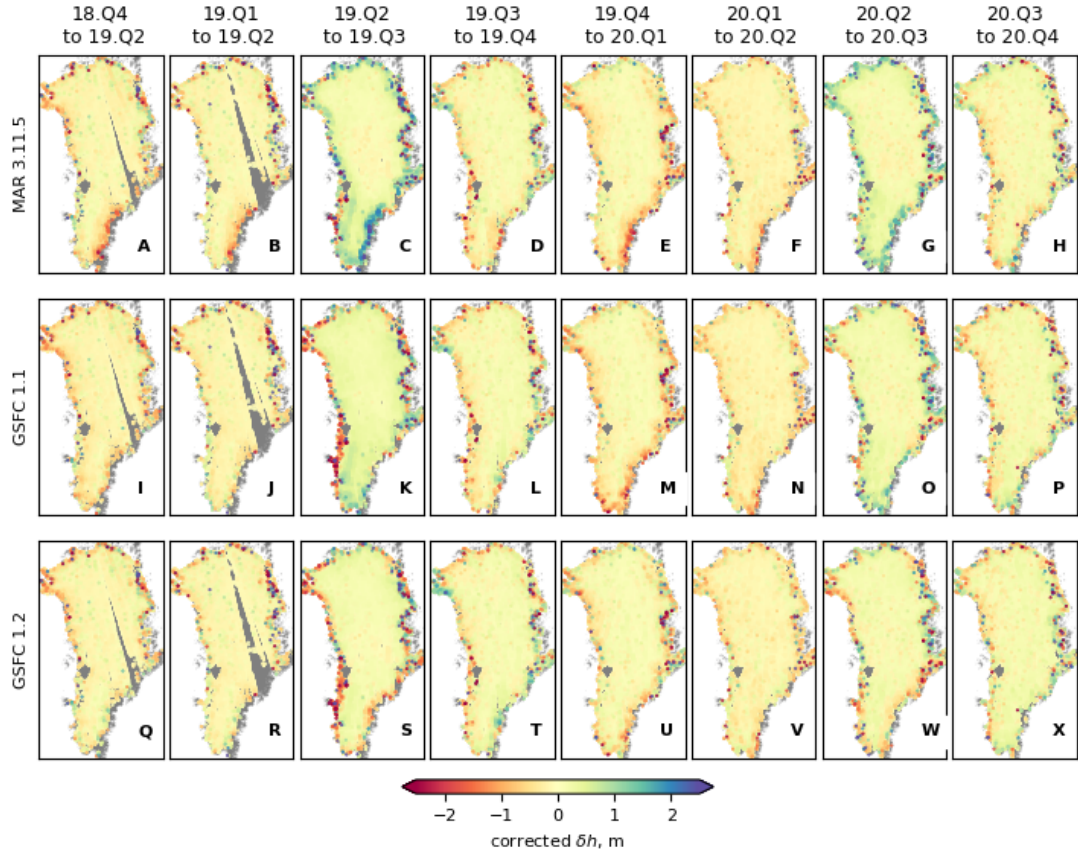 18.Q4 19.Q1 19.Q2 19.Q3 19.Q4 20.Q1 20.Q2 20.Q3
to 19.Q2 to 19.Q2 to 19.Q3 to 19.Q4 to 20.Q1 to 20.Q2 to 20.Q3 to 20.Q4
MAR 3.11.5
A B C D E F G H
GSFC 1.1
I J K L M N O P
GSFC 1.2
Q R S T U V W X
−2 −1 0 1 2
corrected δh, m